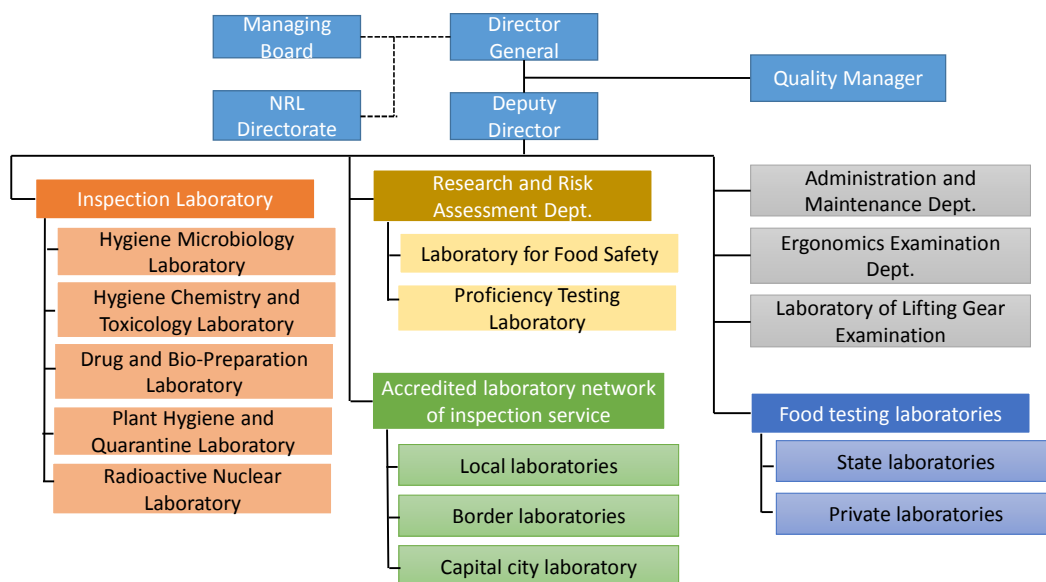 Managing
Board
Director
General
Quality Manager
NRL
Directorate
Deputy
Director
Inspection Laboratory
Hygiene Microbiology
Laboratory
Hygiene Chemistry and
Toxicology Laboratory
Drug and Bio-Preparation
Laboratory
Plant Hygiene and
Quarantine Laboratory
Radioactive Nuclear
Laboratory
Research and Risk
Assessment Dept.
Laboratory for Food Safety
Proficiency Testing
Laboratory
Accredited laboratory network
of inspection service
Local laboratories
Border laboratories
Capital city laboratory
Administration and
Maintenance Dept.
Ergonomics Examination
Dept.
Laboratory of Lifting Gear
Examination
Food testing laboratories
State laboratories
Private laboratories